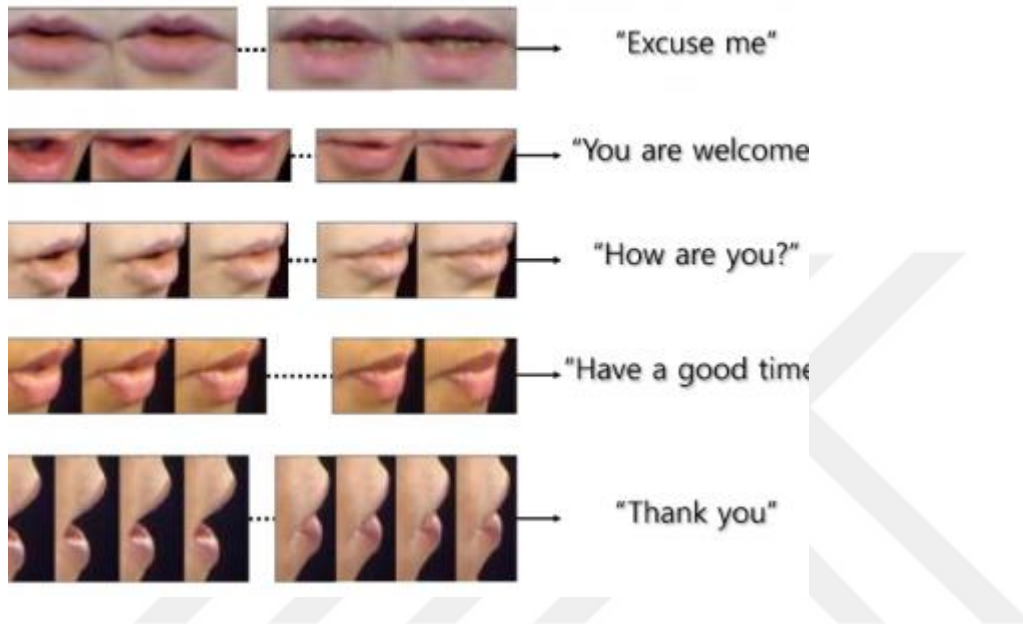 “Excuse me”
“You are welcome
“How are you?”
“Have a good time
“Thank you”